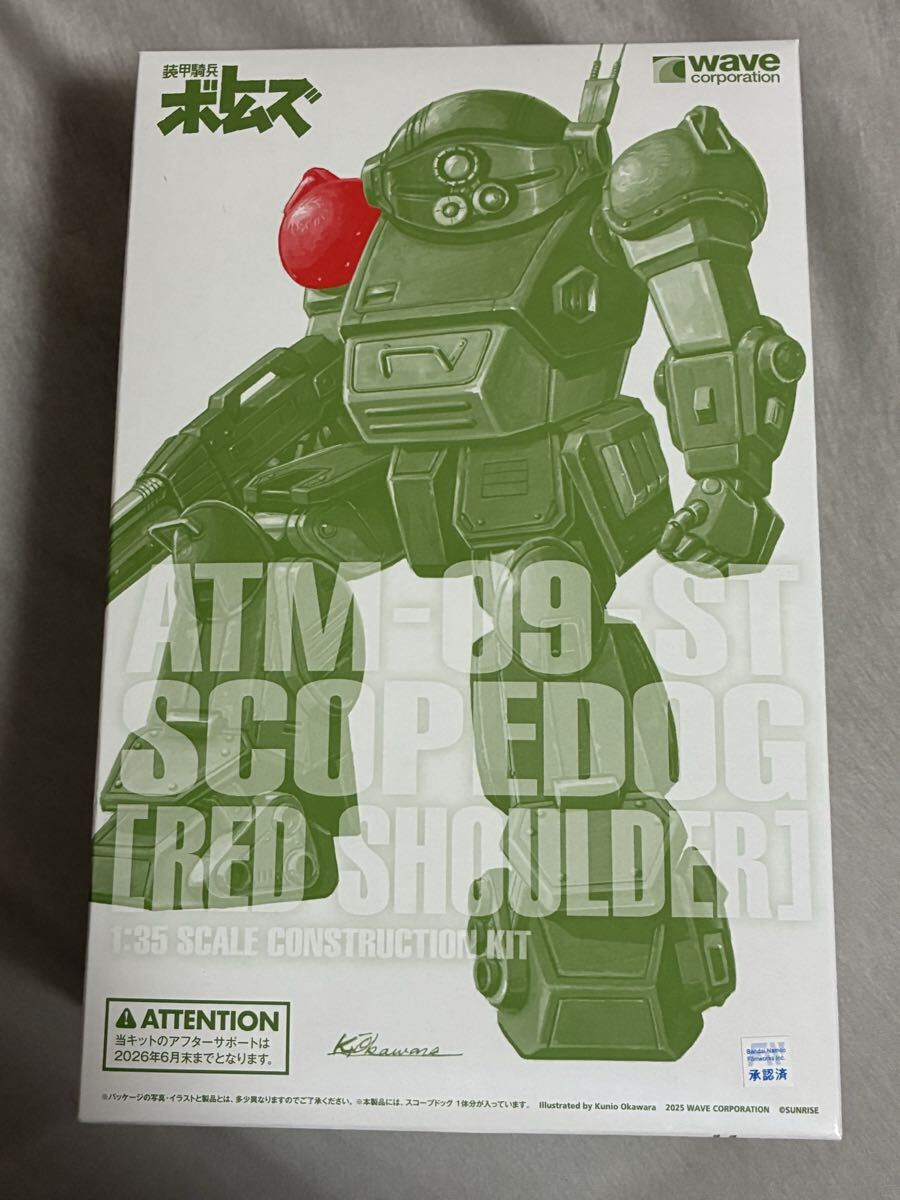 装甲騎兵
ボトムズ
wave
corporation
ATM-09-ST
SCOPEDOG
[RED SHOULDER]
1:35 SCALE CONSTRUCTION KIT
ATTENTION
当キットのアフターサポートは
2026年6月末までとなります。
K.Okawara
Bandai Namco
Filmworks Inc.
承認済
※パッケージの写真・イラストと製品とは、多少異なりますのでご了承ください。※本製品には、スコープドッグ 1体分が入っています。 Illustrated by Kunio Okawara 2025 WAVE CORPORATION ©SUNRISE